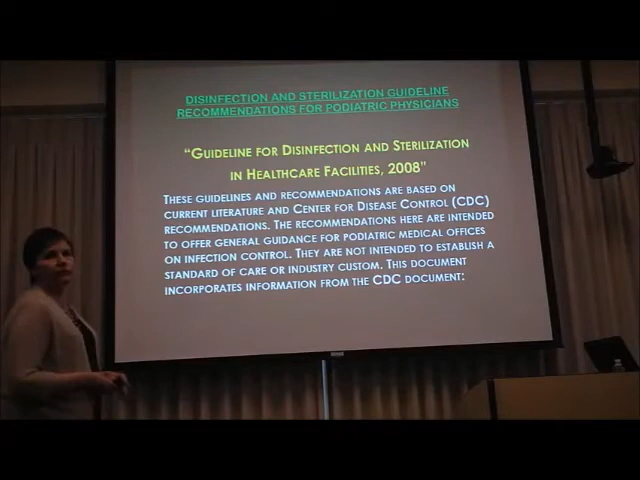 DISINFECTION AND STERILIZATION GUIDELINE
RECOMMENDATIONS FOR PODIATRIC PHYSICIANS
"GUIDELINE FOR DISINFECTION AND STERILIZATION
IN HEALTHCARE FACILITIES, 2008"
THESE GUIDELINES AND RECOMMENDATIONS ARE BASED ON
CURRENT LITERATURE AND CENTER FOR DISEASE CONTROL (CDC)
RECOMMENDATIONS. THE RECOMMENDATIONS HERE ARE INTENDED
TO OFFER GENERAL GUIDANCE FOR PODIATRIC MEDICAL OFFICES
ON INFECTION CONTROL. THEY ARE NOT INTENDED TO ESTABLISH A
STANDARD OF CARE OR INDUSTRY CUSTOM. THIS DOCUMENT
INCORPORATES INFORMATION FROM THE CDC DOCUMENT: